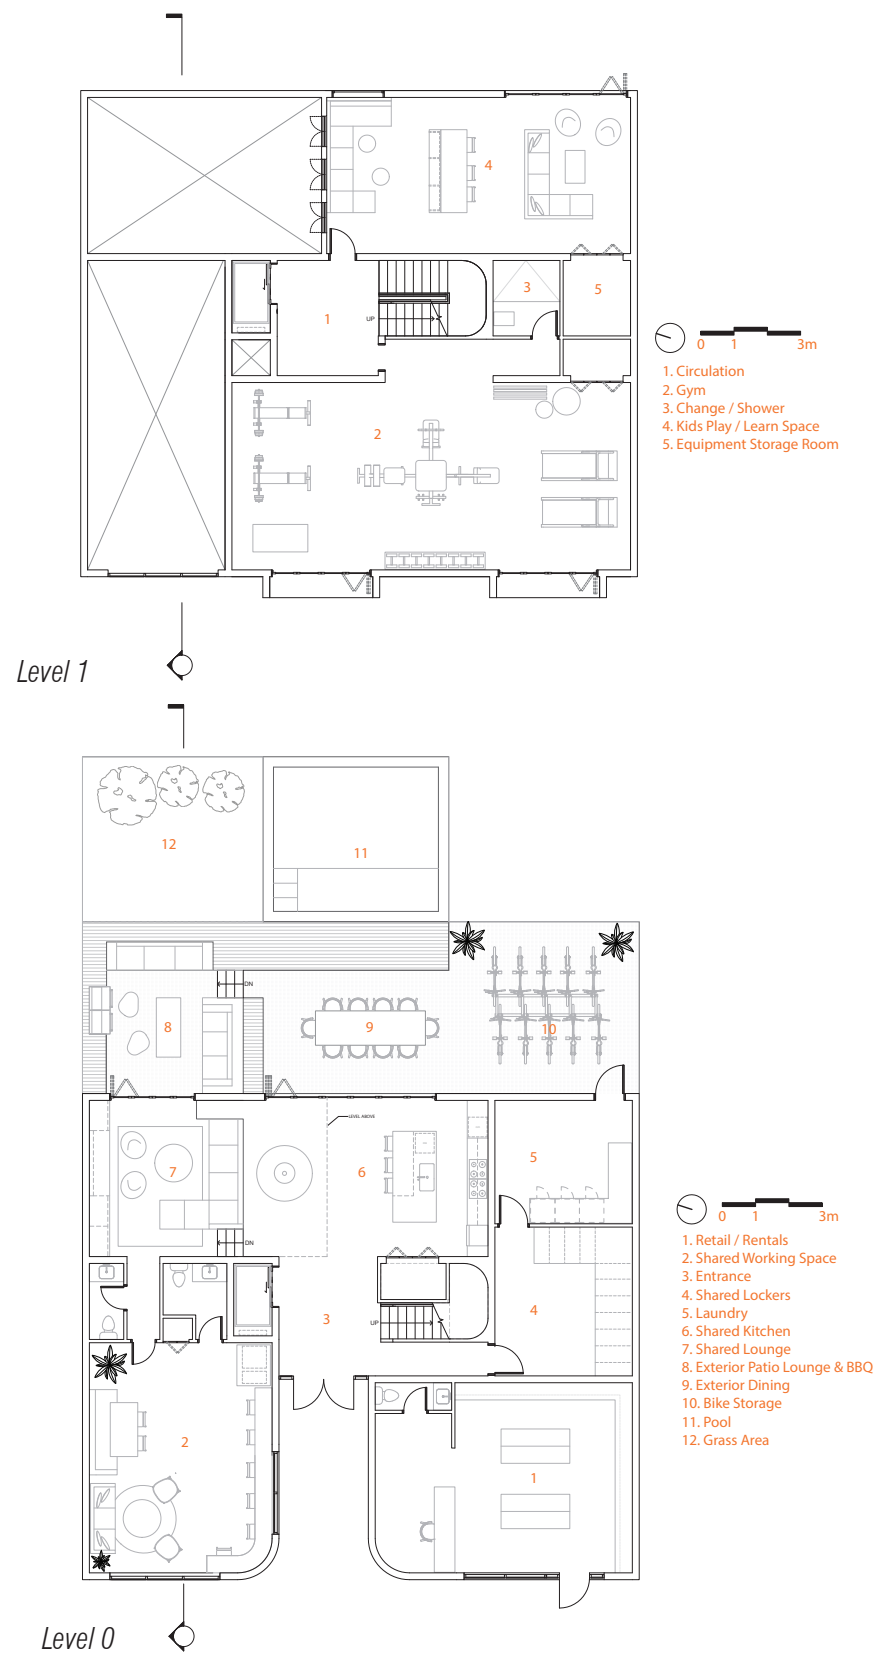 4
3
5
1
UP
2
0 1 3m
1. Circulation
2. Gym
3. Change / Shower
4. Kids Play / Learn Space
5. Equipment Storage Room
Level 1
12
11
DN
8
9
10
LEVEL ABOVE
7
6
5
DN
3
UP
4
2
1
0 1 3m
1. Retail / Rentals
2. Shared Working Space
3. Entrance
4. Shared Lockers
5. Laundry
6. Shared Kitchen
7. Shared Lounge
8. Exterior Patio Lounge & BBQ
9. Exterior Dining
10. Bike Storage
11. Pool
12. Grass Area
Level 0